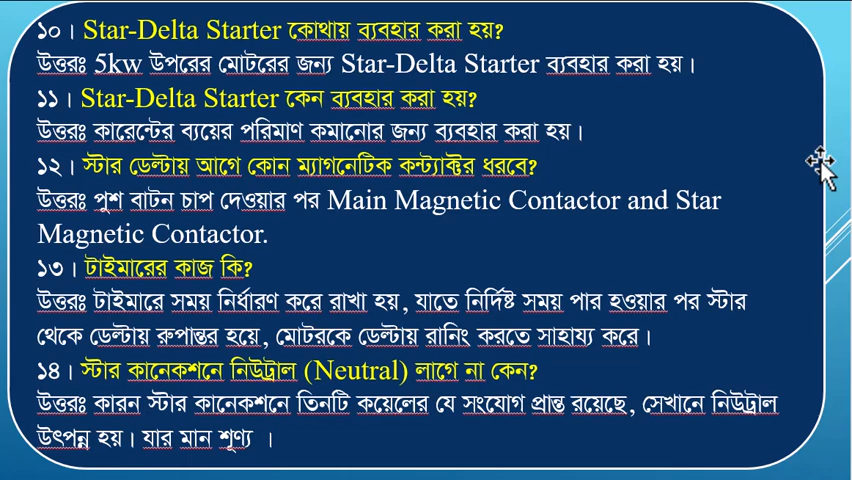 ১০। Star-Delta Starter কোথায় ব্যবহার করা হয়?
উত্তরঃ 5kw উপরের মোটরের জন্য Star-Delta Starter ব্যবহার করা হয়।
১১। Star-Delta Starter কেন ব্যবহার করা হয়?
উত্তরঃ কারেন্টের ব্যয়ের পরিমাণ কমানোর জন্য ব্যবহার করা হয়।
১২। স্টার ডেল্টায় আগে কোন ম্যাগনেটিক কন্ট্যাক্টর ধরবে?
উত্তরঃ পুশ বাটন চাপ দেওয়ার পর Main Magnetic Contactor and Star
Magnetic Contactor.
১৩। টাইমারের কাজ কি?
উত্তরঃ টাইমারে সময় নির্ধারণ করে রাখা হয়, যাতে নির্দিষ্ট সময় পার হওয়ার পর স্টার
থেকে ডেল্টায় রুপান্তর হয়ে, মোটরকে ডেল্টায় রানিং করতে সাহায্য করে।
১৪। স্টার কানেকশনে নিউট্রাল (Neutral) লাগে না কেন?
উত্তরঃ কারন স্টার কানেকশনে তিনটি কয়েলের যে সংযোগ প্রান্ত রয়েছে, সেখানে নিউট্রাল
উৎপন্ন হয়। যার মান শূণ্য ।